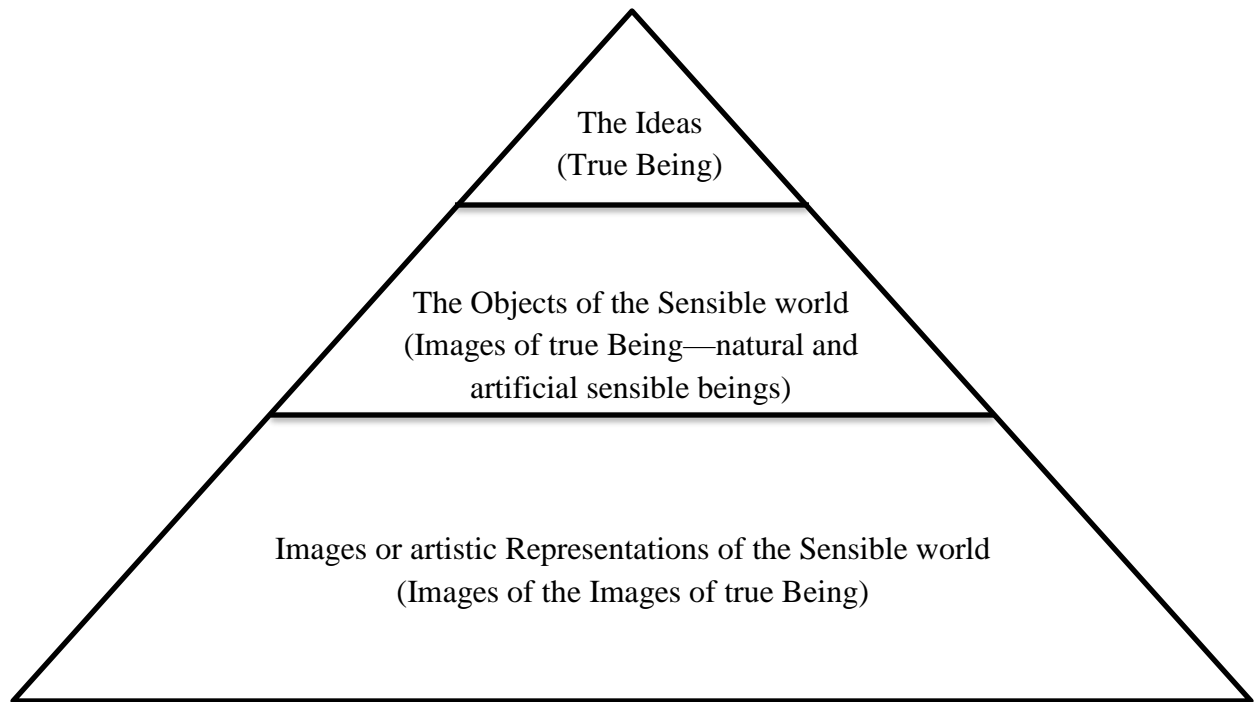 The Ideas
(True Being)
The Objects of the Sensible world
(Images of true Being—natural and
artificial sensible beings)
Images or artistic Representations of the Sensible world
(Images of the Images of true Being)